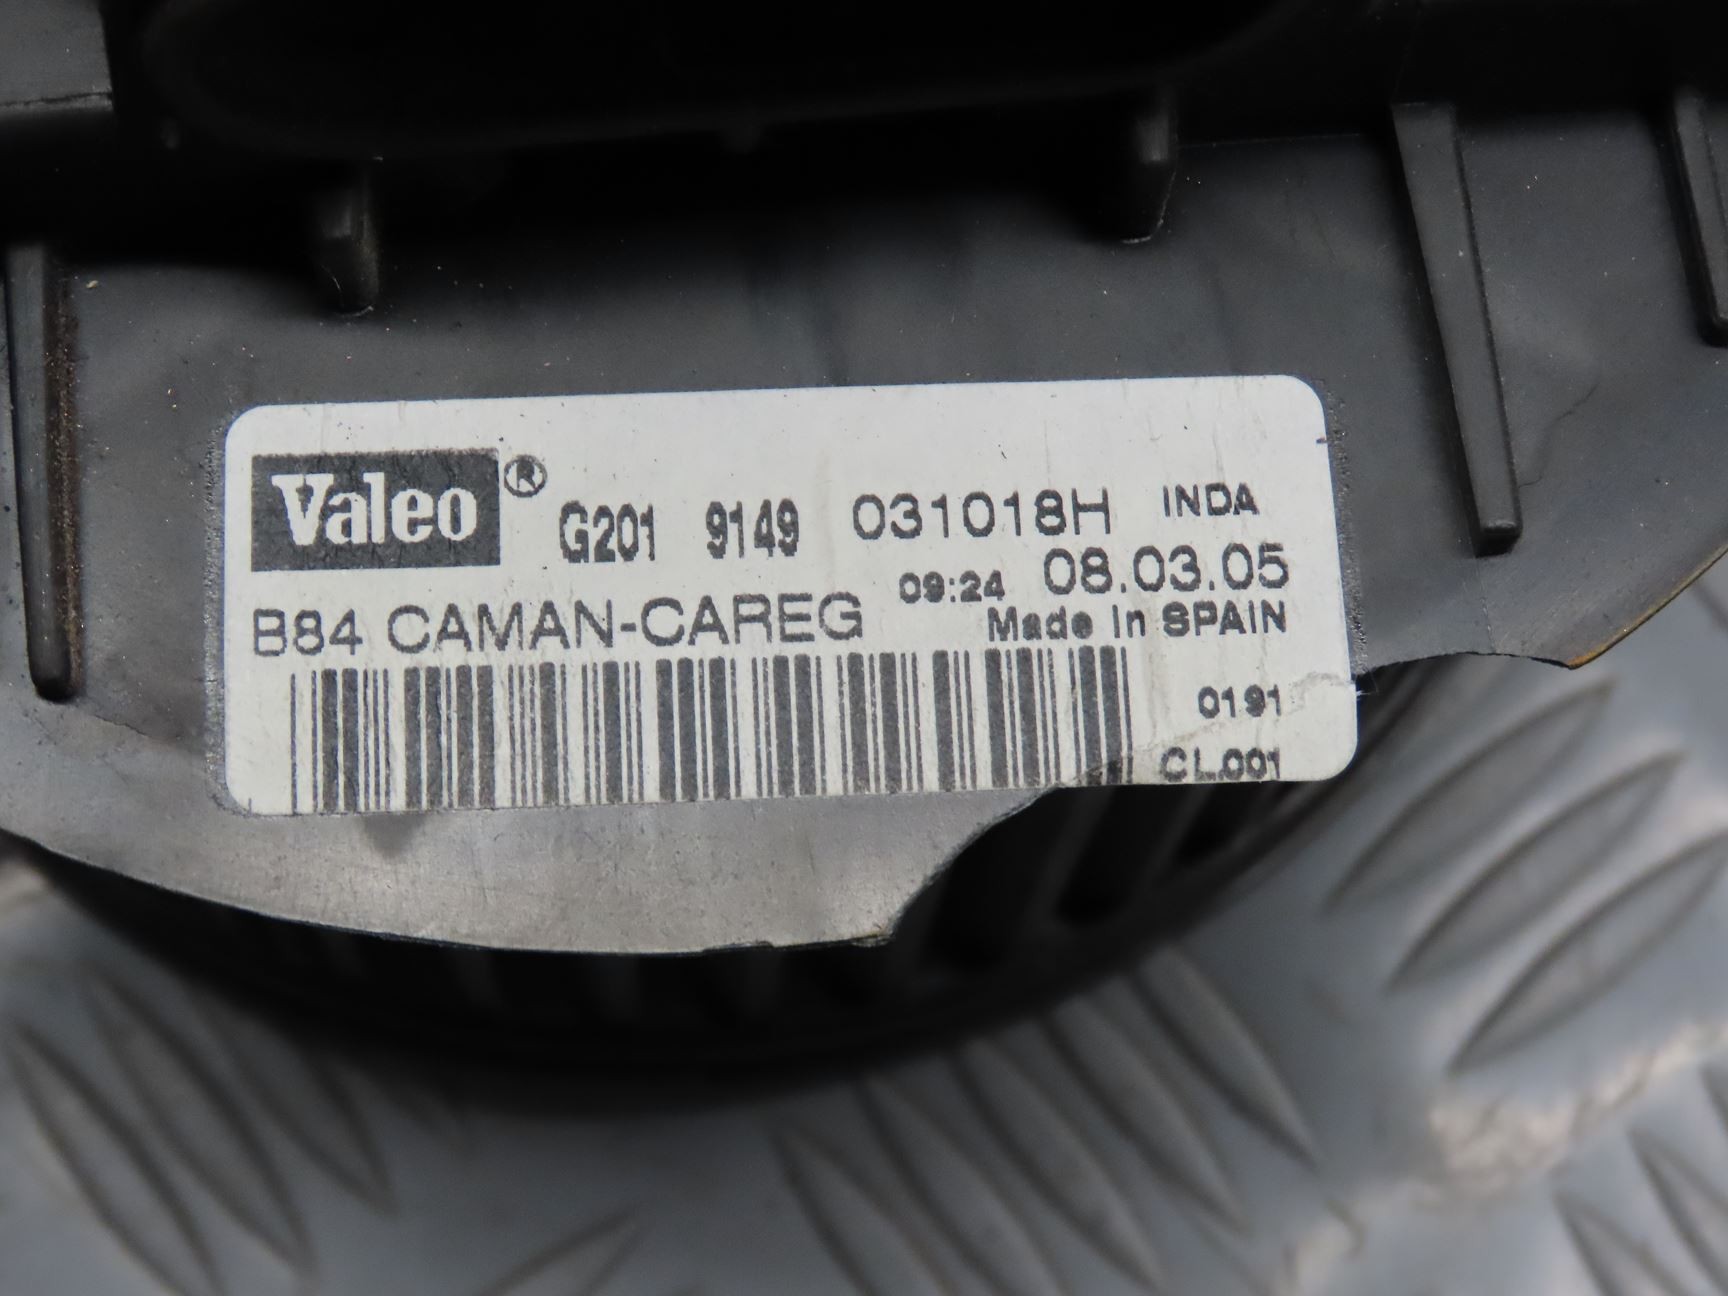 Valeo® G201 9149 031018H INDA
09:24 08.03.05
B84 CAMAN-CAREG Made in SPAIN
0191
CL001